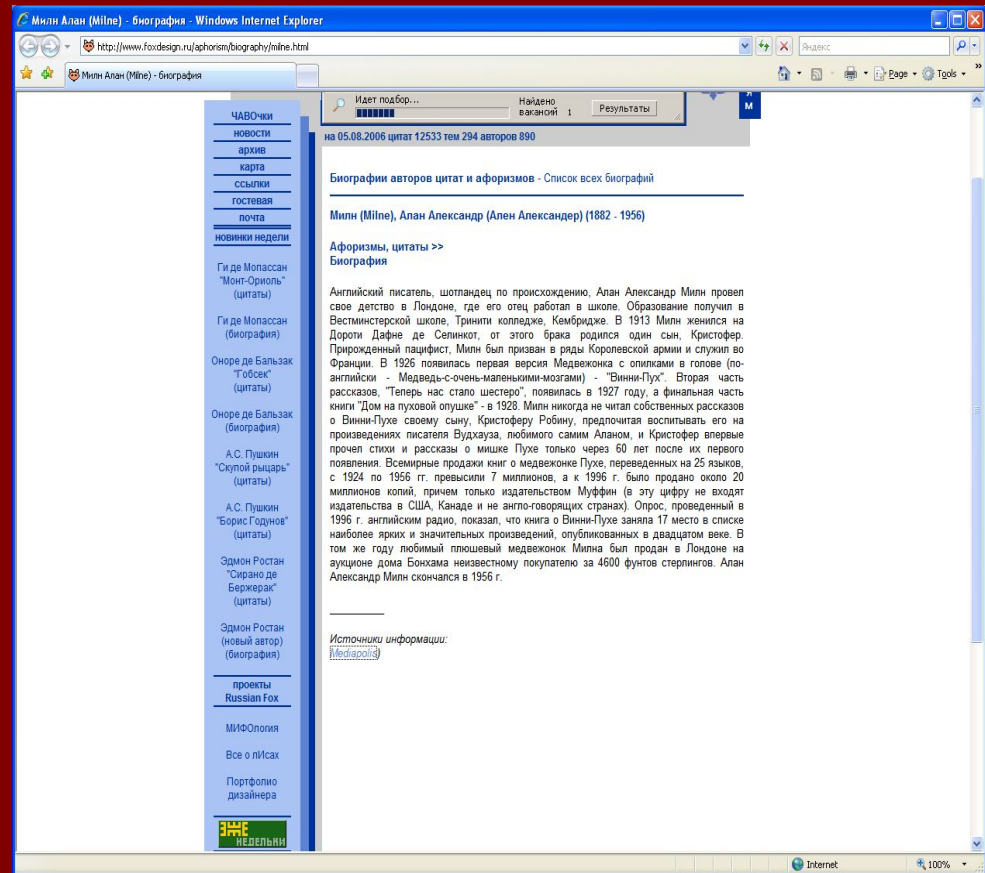 Милн Алан (Milne) - биография - Windows Internet Explorer
http://www.foxdesign.ru/aphorism/biography/milne.html
Яндекс
Милн Алан (Milne) - биография
Page
Tools
ЧАВОчки
новости
архив
карта
ссылки
гостевая
почта
новинки недели
Ги де Мопассан
"Монт-Ориоль"
(цитаты)
Ги де Мопассан
(биография)
Оноре де Бальзак
"Гобсек"
(цитаты)
Оноре де Бальзак
(биография)
А.С. Пушкин
"Скупой рыцарь"
(цитаты)
А.С. Пушкин
"Борис Годунов"
(цитаты)
Эдмон Ростан
"Сирано де
Бержерак"
(цитаты)
Эдмон Ростан
(новый автор)
(биография)
проекты
Russian Fox
МИФОлогия
Все о лИсах
Портфолио
дизайнера
НЕДЕЛЬКИ
Идет подбор...
Найдено
вакансий 1
Результаты
Я
М
на 05.08.2006 цитат 12533 тем 294 авторов 890
Биографии авторов цитат и афоризмов - Список всех биографий
Милн (Milne), Алан Александр (Ален Александер) (1882 - 1956)
Афоризмы, цитаты >>
Биография
Английский писатель, шотландец по происхождению, Алан Александр Милн провел
свое детство в Лондоне, где его отец работал в школе. Образование получил в
Вестминстерской школе, Тринити колледже, Кембридже. В 1913 Милн женился на
Дороти Дафне де Селинкот, от этого брака родился один сын, Кристофер.
Прирожденный пацифист, Милн был призван в ряды Королевской армии и служил во
Франции. В 1926 появилась первая версия Медвежонка с опилками в голове (по-
английски - Медведь-с-очень-маленькими-мозгами) - "Винни-Пух". Вторая часть
рассказов, "Теперь нас стало шестеро", появилась в 1927 году, а финальная часть
книги "Дом на пуховой опушке" - в 1928. Милн никогда не читал собственных рассказов
о Винни-Пухе своему сыну, Кристоферу Робину, предпочитая воспитывать его на
произведениях писателя Вудхауза, любимого самим Аланом, и Кристофер впервые
прочел стихи и рассказы о мишке Пухе только через 60 лет после их первого
появления. Всемирные продажи книг о медвежонке Пухе, переведенных на 25 языков,
с 1924 по 1956 гг. превысили 7 миллионов, а к 1996 г. было продано около 20
миллионов копий, причем только издательством Муффин (в эту цифру не входят
издательства в США, Канаде и не англо-говорящих странах). Опрос, проведенный в
1996 г. английским радио, показал, что книга о Винни-Пухе заняла 17 место в списке
наиболее ярких и значительных произведений, опубликованных в двадцатом веке. В
том же году любимый плюшевый медвежонок Милна был продан в Лондоне на
аукционе дома Бонхама неизвестному покупателю за 4600 фунтов стерлингов. Алан
Александр Милн скончался в 1956 г.
Источники информации:
Mediapolis)
Internet
100%